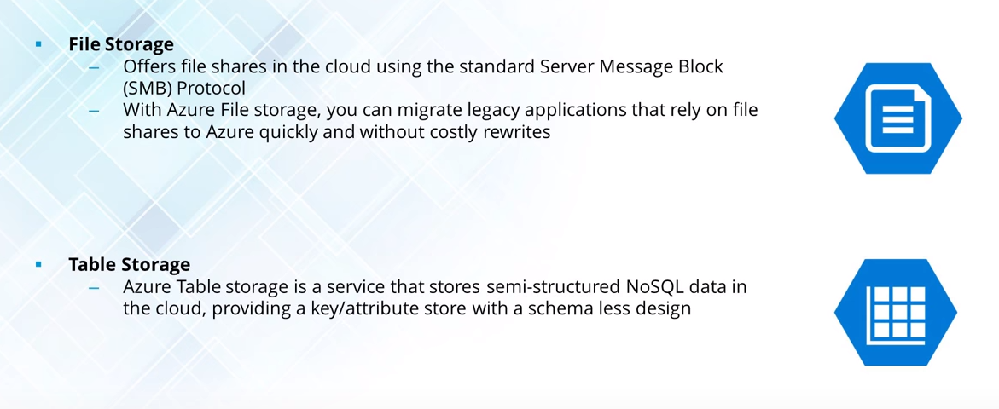 File Storage
Offers file shares in the cloud using the standard Server Message Block
(SMB) Protocol
With Azure File storage, you can migrate legacy applications that rely on file
shares to Azure quickly and without costly rewrites
Table Storage
Azure Table storage is a service that stores semi-structured NoSQL data in
the cloud, providing a key/attribute store with a schema less design